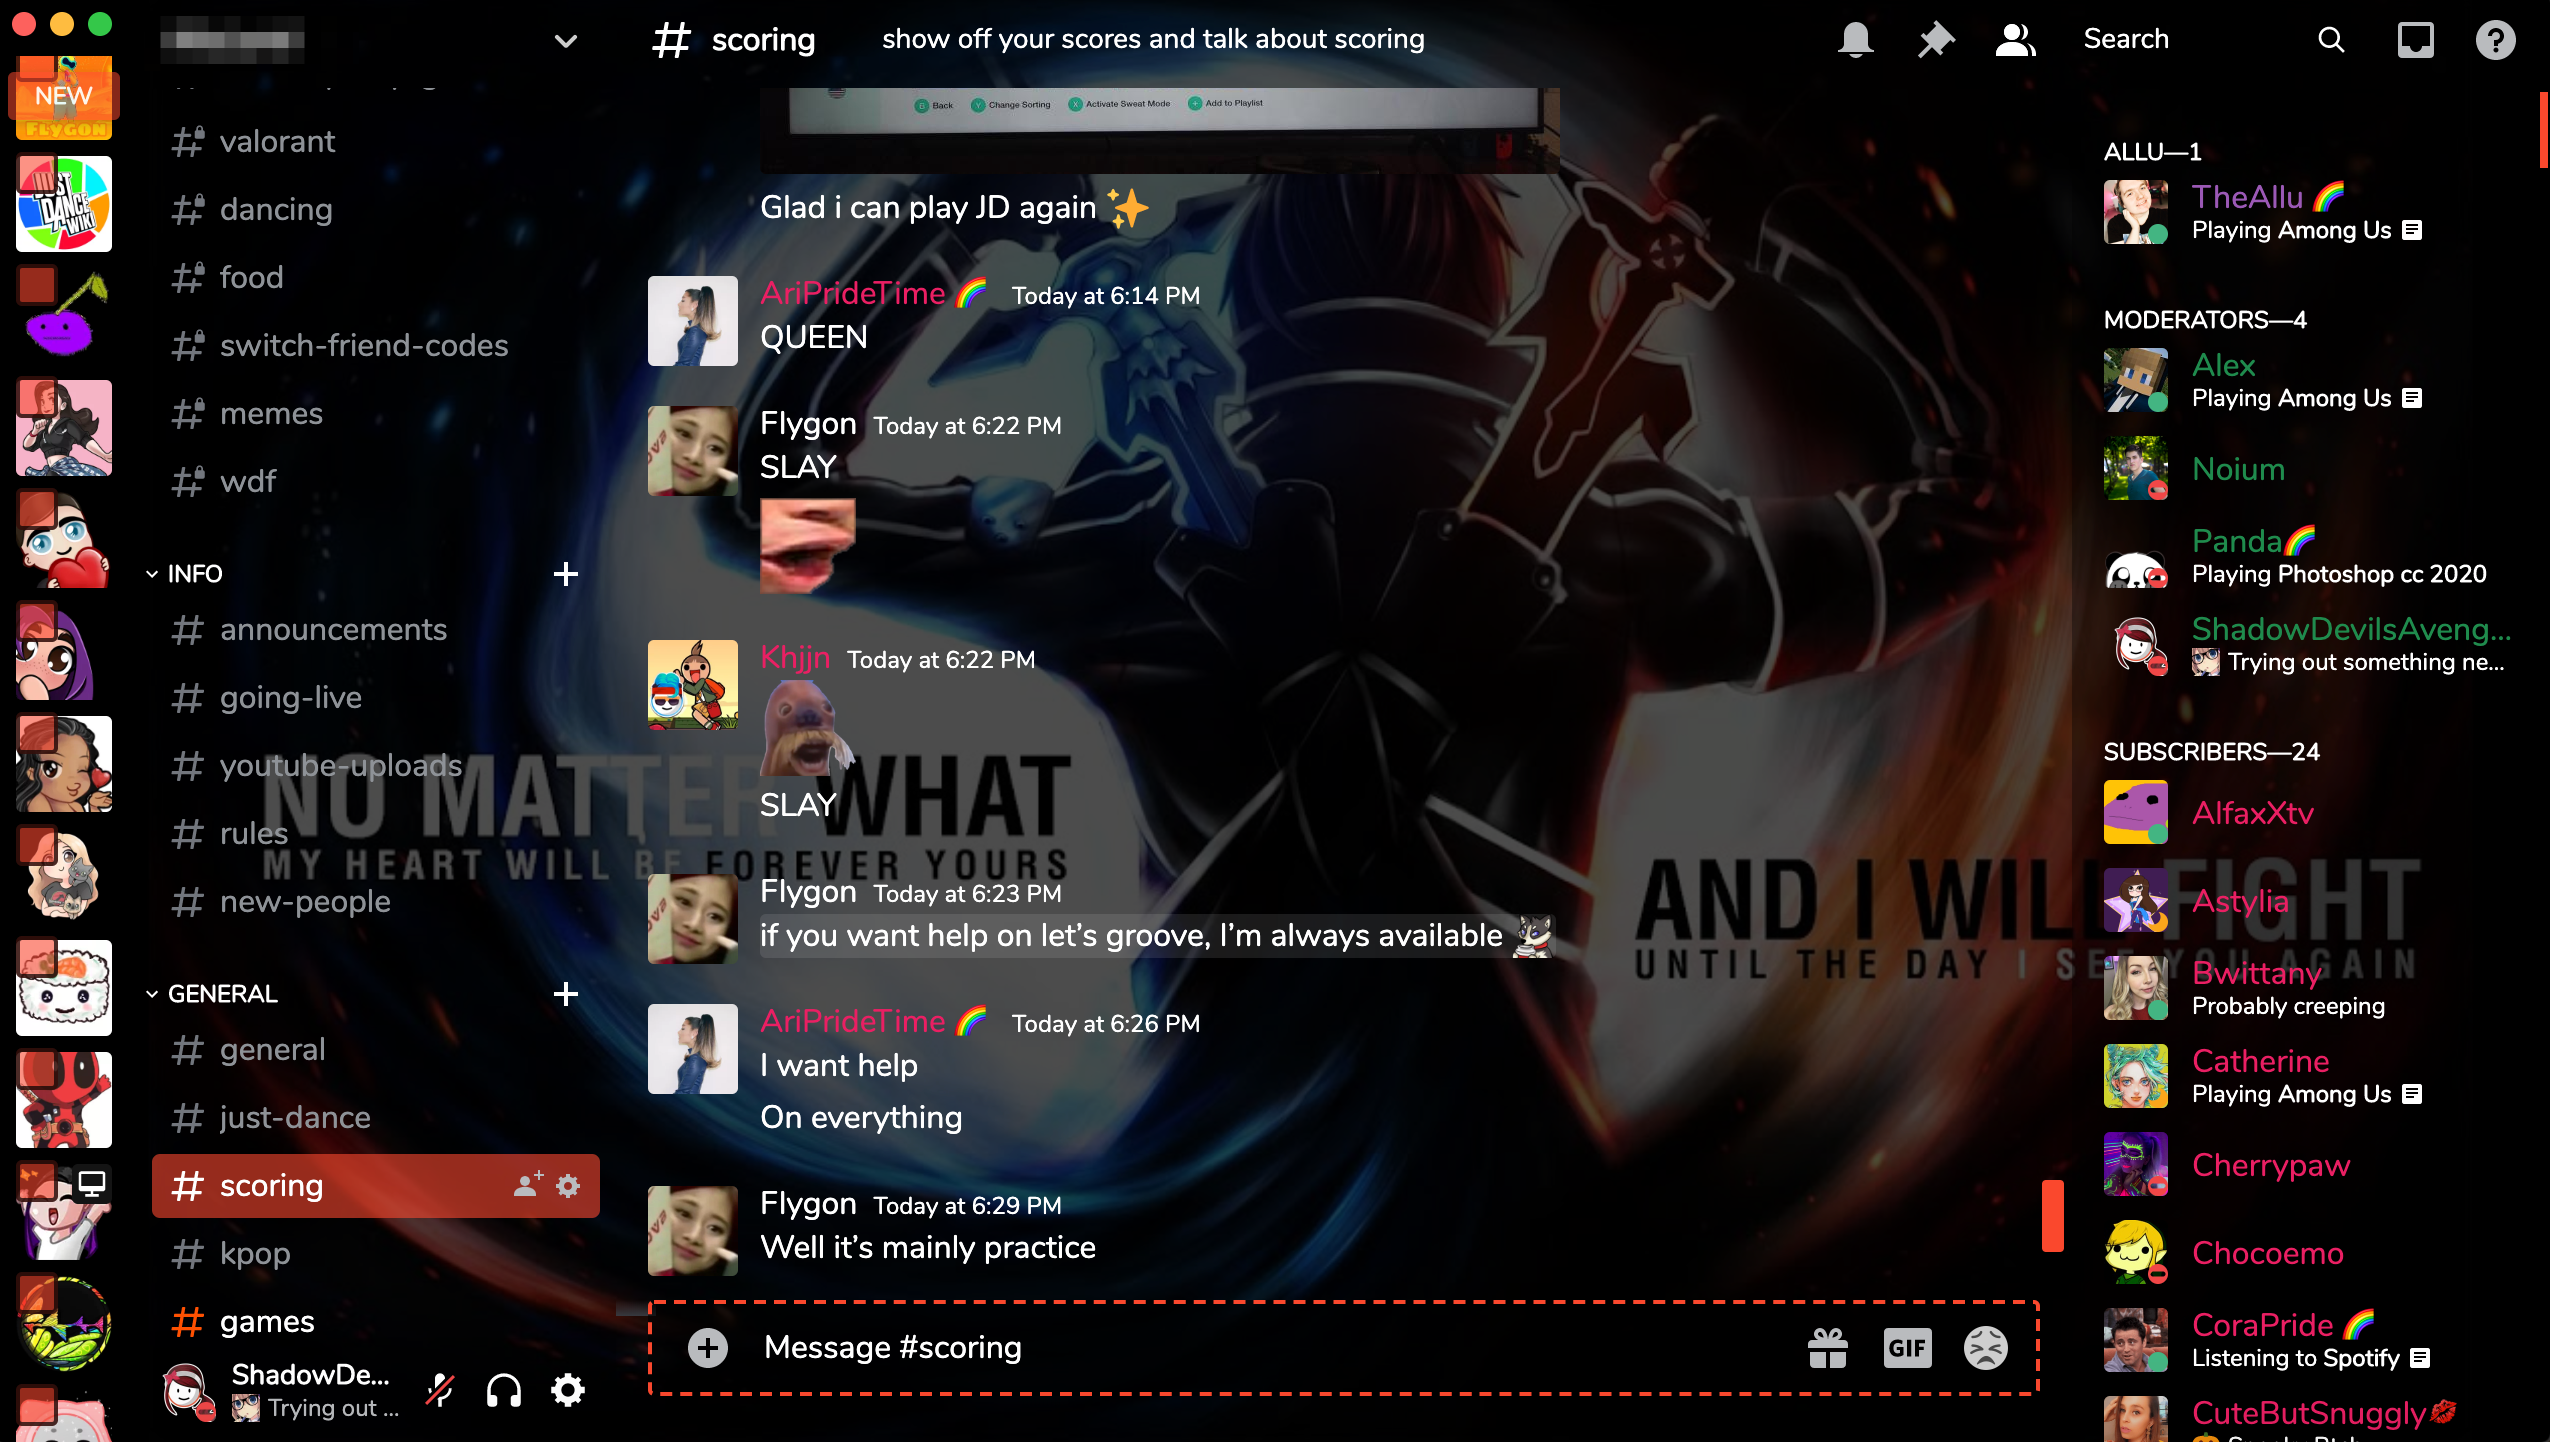 NEW
FLYGON
JUST DANCE WIKI
valorant
dancing
food
switch-friend-codes
memes
wdf
INFO
announcements
going-live
youtube-uploads
rules
new-people
GENERAL
general
just-dance
scoring
kpop
games
ShadowDe...
Trying out ...
# scoring show off your scores and talk about scoring
Search
B Back Y Change Sorting X Activate Sweat Mode + Add to Playlist
Glad i can play JD again ✨
AriPrideTime 🌈 Today at 6:14 PM
QUEEN
Flygon Today at 6:22 PM
SLAY
Khjjn Today at 6:22 PM
SLAY
Flygon Today at 6:23 PM
if you want help on let’s groove, I’m always available
AriPrideTime 🌈 Today at 6:26 PM
I want help
On everything
Flygon Today at 6:29 PM
Well it’s mainly practice
Message #scoring
GIF
NO MATTER WHAT
MY HEART WILL BE FOREVER YOURS
AND I WILL FIGHT
UNTIL THE DAY I SEE YOU AGAIN
ALLU—1
TheAllu 🌈
Playing Among Us
MODERATORS—4
Alex
Playing Among Us
Noium
Panda🌈
Playing Photoshop cc 2020
ShadowDevilsAveng...
Trying out something ne...
SUBSCRIBERS—24
AlfaxXtv
Astylia
Bwittany
Probably creeping
Catherine
Playing Among Us
Cherrypaw
Chocoemo
CoraPride 🌈
Listening to Spotify
CuteButSnuggly💋